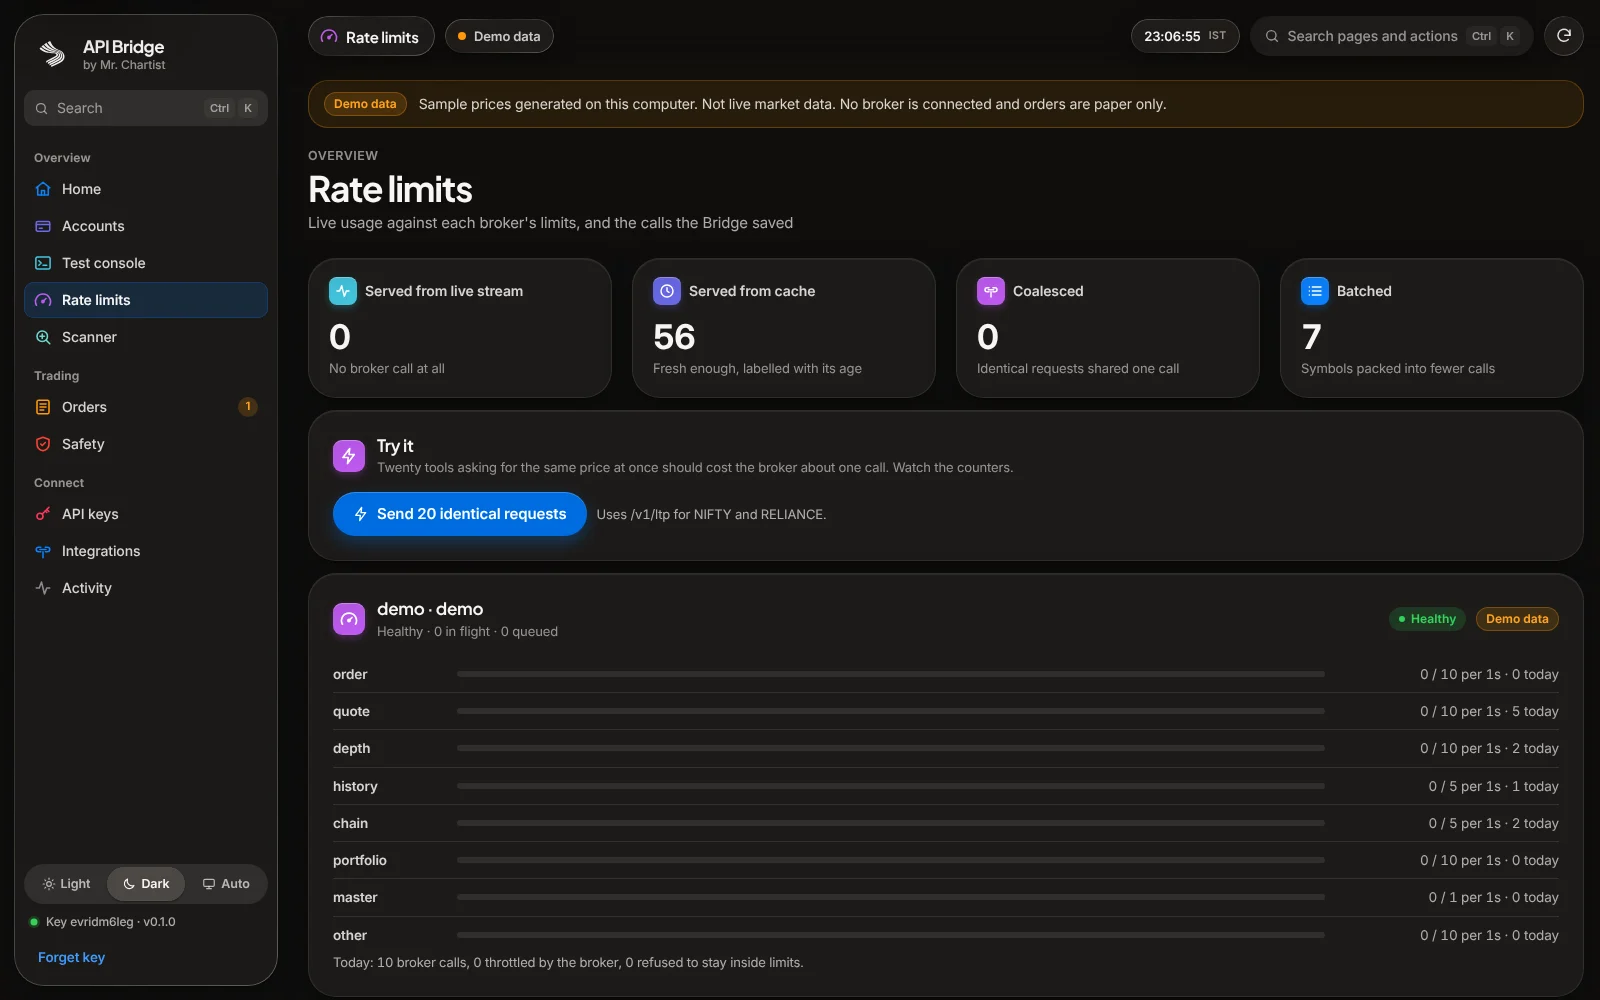 API Bridge
by Mr. Chartist
Search Ctrl K
Overview
Home
Accounts
Test console
Rate limits
Scanner
Trading
Orders 1
Safety
Connect
API keys
Integrations
Activity
Light Dark Auto
Key evridm6leg · v0.1.0
Forget key
Rate limits
Demo data
23:06:55 IST
Search pages and actions Ctrl K
Demo data Sample prices generated on this computer. Not live market data. No broker is connected and orders are paper only.
OVERVIEW
Rate limits
Live usage against each broker's limits, and the calls the Bridge saved
Served from live stream
0
No broker call at all
Served from cache
56
Fresh enough, labelled with its age
Coalesced
0
Identical requests shared one call
Batched
7
Symbols packed into fewer calls
Try it
Twenty tools asking for the same price at once should cost the broker about one call. Watch the counters.
Send 20 identical requests Uses /v1/ltp for NIFTY and RELIANCE.
demo · demo
Healthy · 0 in flight · 0 queued
Healthy Demo data
order 0 / 10 per 1s · 0 today
quote 0 / 10 per 1s · 5 today
depth 0 / 10 per 1s · 2 today
history 0 / 5 per 1s · 1 today
chain 0 / 5 per 1s · 2 today
portfolio 0 / 10 per 1s · 0 today
master 0 / 1 per 1s · 0 today
other 0 / 10 per 1s · 0 today
Today: 10 broker calls, 0 throttled by the broker, 0 refused to stay inside limits.